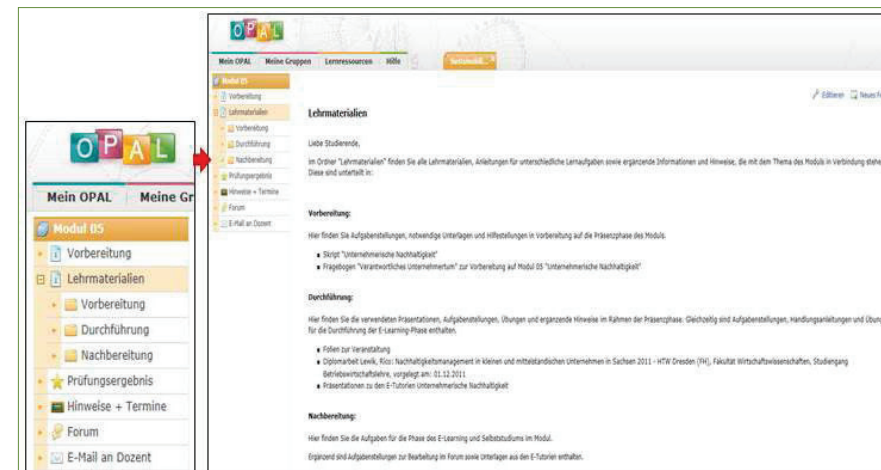 OPAL
Mein OPAL Meine Gr
Modul 05
Vorbereitung
Lehrmaterialien
Vorbereitung
Durchführung
Nachbereitung
Prüfungsergebnis
Hinweise + Termine
Forum
E-Mail an Dozent
OPAL
Mein OPAL Meine Gruppen Lernressourcen Hilfe
Modul 05
Vorbereitung
Lehrmaterialien
Vorbereitung
Durchführung
Nachbereitung
Prüfungsergebnis
Hinweise + Termine
Forum
E-Mail an Dozent
Editieren Neues Fo
Lehrmaterialien
Liebe Studierende,
im Ordner "Lehrmaterialien" finden Sie alle Lehrmaterialien, Anleitungen für unterschiedliche Lernaufgaben sowie ergänzende Informationen und Hinweise, die mit dem Thema des Moduls in Verbindung stehe
Diese sind unterteilt in:
Vorbereitung:
Hier finden Sie Aufgabenstellungen, notwendige Unterlagen und Hilfestellungen in Vorbereitung auf die Präsenzphase des Moduls.
Skript "Unternehmerische Nachhaltigkeit"
Fragebogen "Verantwortliches Unternehmertum" zur Vorbereitung auf Modul 05 "Unternehmerische Nachhaltigkeit"
Durchführung:
Hier finden Sie die verwendeten Präsentationen, Aufgabenstellungen, Übungen und ergänzende Hinweise im Rahmen der Präsenzphase. Gleichzeitig sind Aufgabenstellungen, Handlungsanleitungen und Übung
für die Durchführung der E-Learning-Phase enthalten.
Folien zur Veranstaltung
Diplomarbeit Lewik, Rico: Nachhaltigkeitsmanagement in kleinen und mittelständischen Unternehmen in Sachsen 2011 - HTW Dresden (FH), Fakultät Wirtschaftswissenschaften, Studiengang
Betriebswirtschaftslehre, vorgelegt am: 01.12.2011
Präsentationen zu den E-Tutorien Unternehmerische Nachhaltigkeit
Nachbereitung:
Hier finden Sie die Aufgaben für die Phase des E-Learning und Selbststudiums im Modul.
Ergänzend sind Aufgabenstellungen zur Bearbeitung im Forum sowie Unterlagen aus den E-Tutorien enthalten.